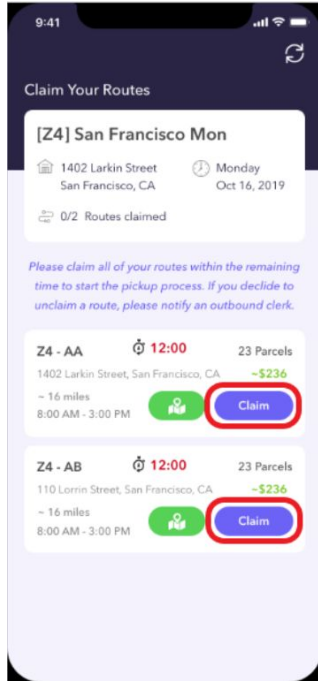 9:41
Claim Your Routes
[Z4] San Francisco Mon
1402 Larkin Street
San Francisco, CA
Monday
Oct 16, 2019
0/2 Routes claimed
Please claim all of your routes within the remaining
time to start the pickup process. If you declide to
unclaim a route, please notify an outbound clerk.
Z4 - AA 12:00 23 Parcels
1402 Larkin Street, San Francisco, CA ~$236
~ 16 miles
8:00 AM - 3:00 PM
Claim
Z4 - AB 12:00 23 Parcels
110 Lorrin Street, San Francisco, CA ~$236
~ 16 miles
8:00 AM - 3:00 PM
Claim